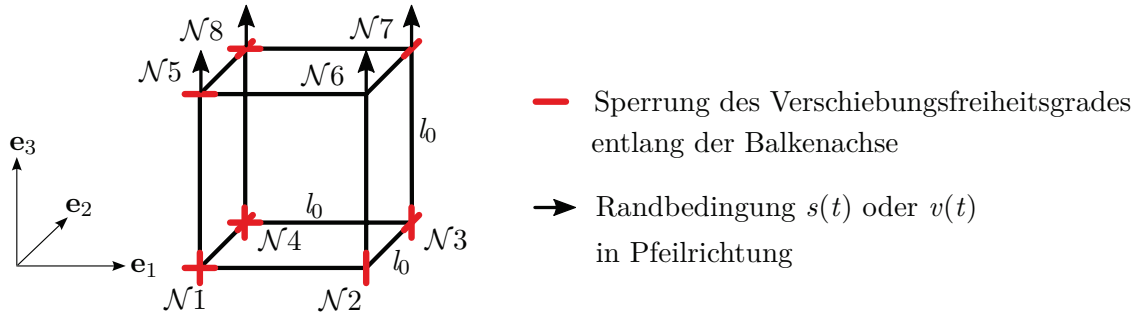 𝒩8
𝒩7
𝒩5
𝒩6
Sperrung des Verschiebungsfreiheitsgrades
entlang der Balkenachse
l₀
e₃
e₂
l₀
Randbedingung s(t) oder v(t)
in Pfeilrichtung
𝒩4
𝒩3
l₀
e₁
𝒩1
𝒩2